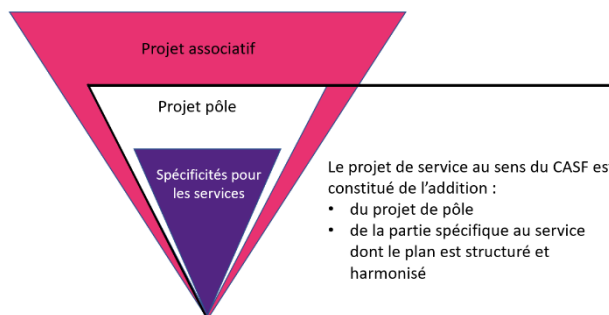 Projet associatif
Projet pôle
Spécificités pour
les services
Le projet de service au sens du CASF est
constitué de l'addition :
• du projet de pôle
• de la partie spécifique au service
dont le plan est structuré et
harmonisé